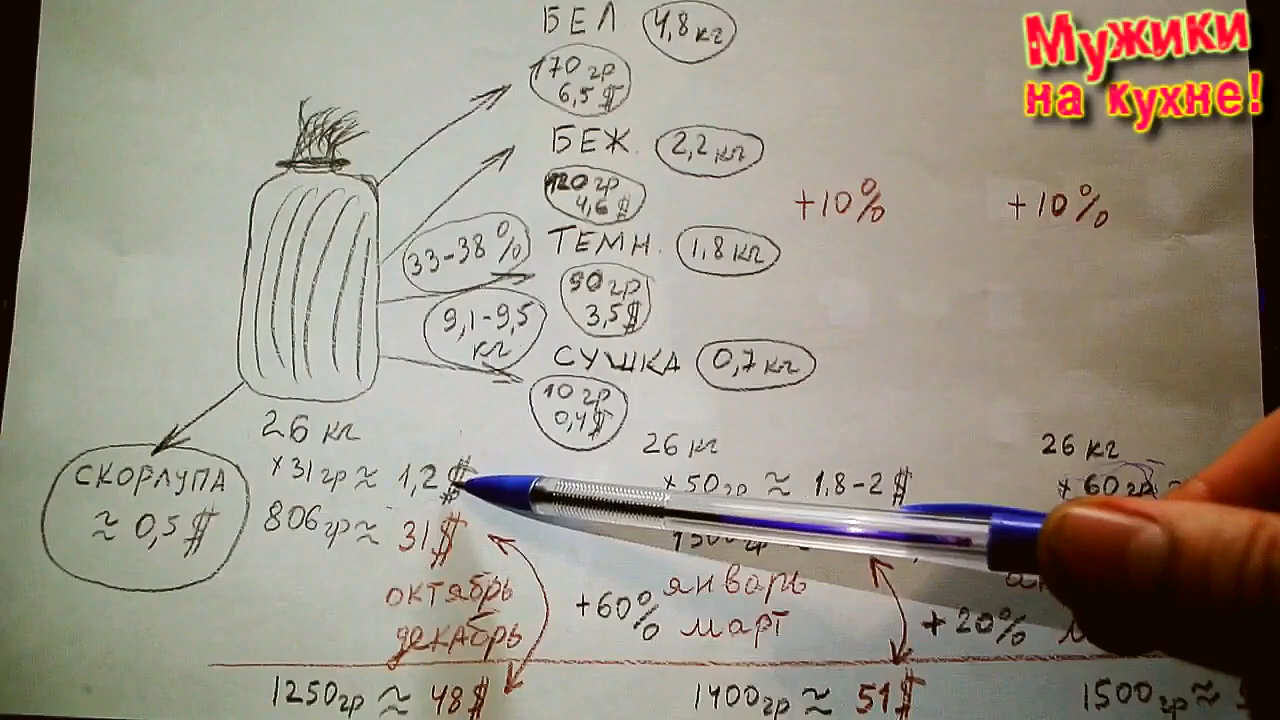 Мужики
на кухне!
БЕЛ 4,8 кг
170 гр
6,5 $
БЕЖ. 2,2 кг
120 гр
4,6 $
+10% +10%
33-38%
ТЕМН. 1,8 кг
90 гр
3,5 $
9,1-9,5
кг
СУШКА 0,7 кг
10 гр
0,4 $
26 кг
×31 гр ≈ 1,2 $
806 гр ≈ 31 $
октябрь
декабрь
СКОРЛУПА
≈ 0,5 $
26 кг
×50 гр ≈ 1.8-2 $
+60%
январь
март
26 кг
×60 гр ≈
+20%
1250 гр ≈ 48 $
1400 гр ≈ 51 $
1500 гр ≈